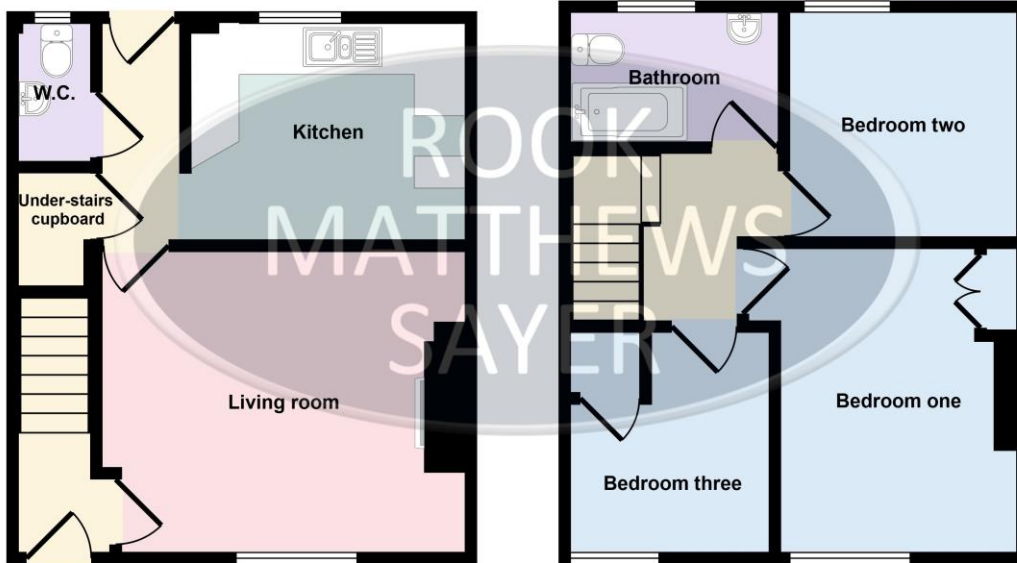 W.C.
Under-stairs
cupboard
Kitchen
Living room
Bathroom
Bedroom two
Bedroom one
Bedroom three
ROOK
MATTHEWS
SAYER